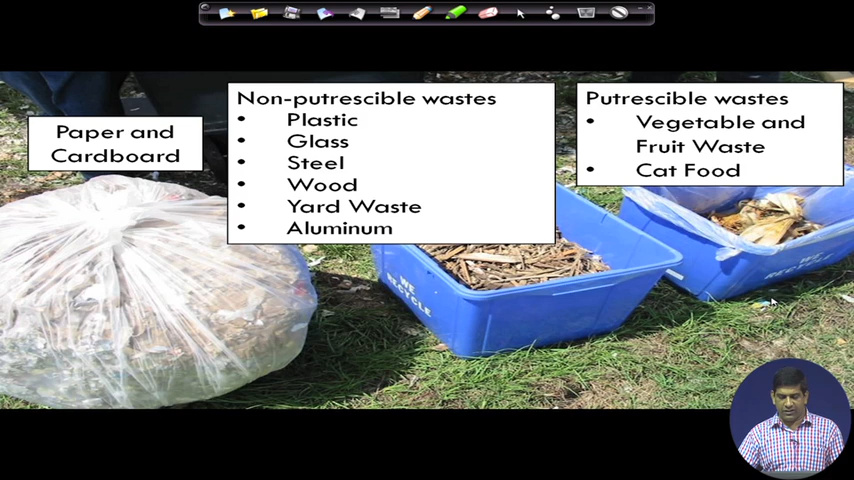 Paper and
Cardboard
Non-putrescible wastes
• Plastic
• Glass
• Steel
• Wood
• Yard Waste
• Aluminum
Putrescible wastes
• Vegetable and
Fruit Waste
• Cat Food
WE
RECYCLE
WE
RECYCLE